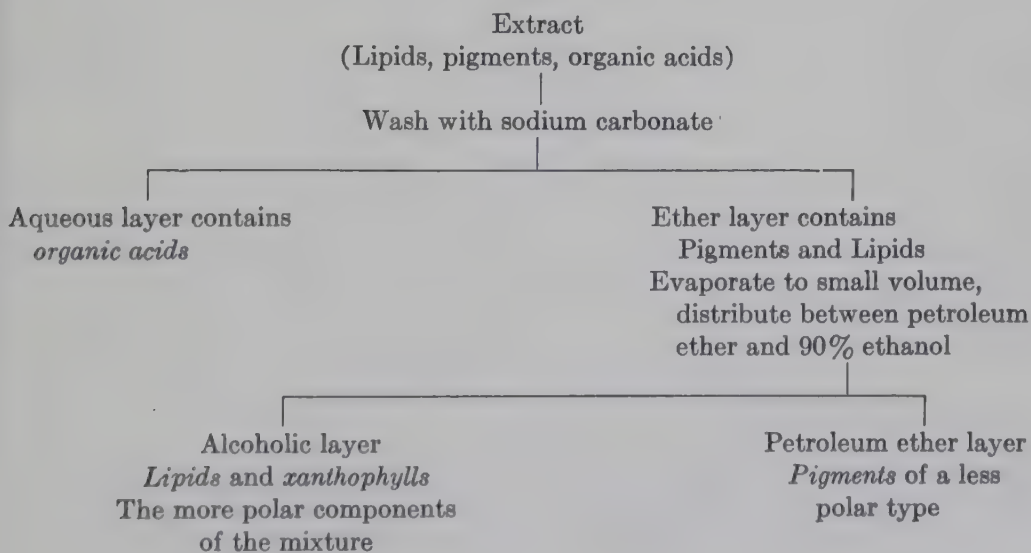 Extract
(Lipids, pigments, organic acids)
Wash with sodium carbonate
Aqueous layer contains
organic acids
Ether layer contains
Pigments and Lipids
Evaporate to small volume,
distribute between petroleum
ether and 90% ethanol
Alcoholic layer
Lipids and xanthophylls
The more polar components
of the mixture
Petroleum ether layer
Pigments of a less
polar type